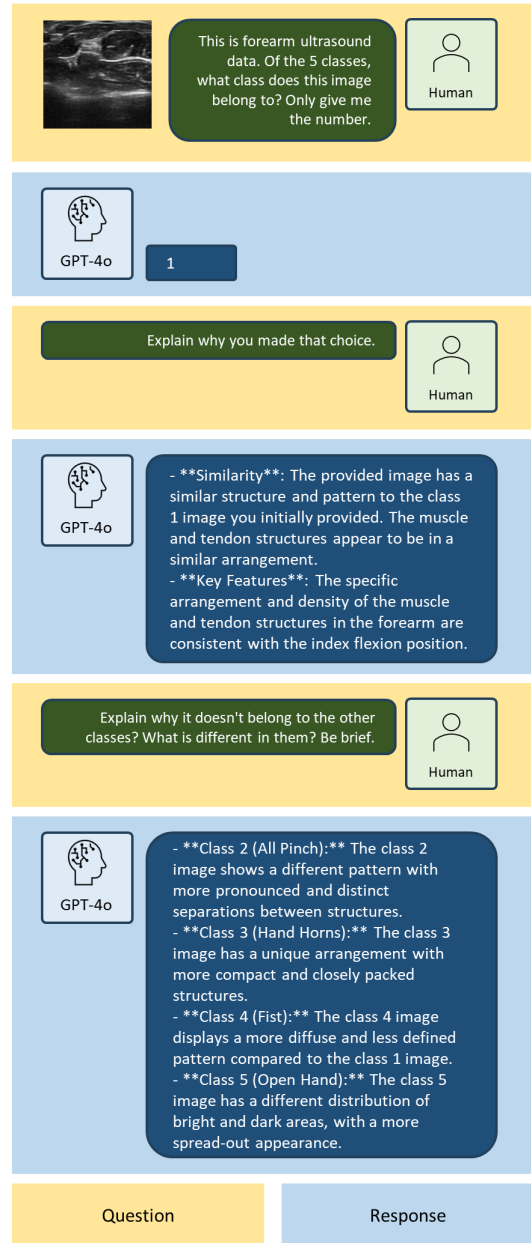 This is forearm ultrasound
data. Of the 5 classes,
what class does this image
belong to? Only give me
the number.
Human
GPT-4o
1
Explain why you made that choice.
Human
GPT-4o
- **Similarity**: The provided image has a
similar structure and pattern to the class
1 image you initially provided. The muscle
and tendon structures appear to be in a
similar arrangement.
- **Key Features**: The specific
arrangement and density of the muscle
and tendon structures in the forearm are
consistent with the index flexion position.
Explain why it doesn't belong to the other
classes? What is different in them? Be brief.
Human
GPT-4o
- **Class 2 (All Pinch):** The class 2
image shows a different pattern with
more pronounced and distinct
separations between structures.
- **Class 3 (Hand Horns):** The class 3
image has a unique arrangement with
more compact and closely packed
structures.
- **Class 4 (Fist):** The class 4 image
displays a more diffuse and less defined
pattern compared to the class 1 image.
- **Class 5 (Open Hand):** The class 5
image has a different distribution of
bright and dark areas, with a more
spread-out appearance.
Question
Response